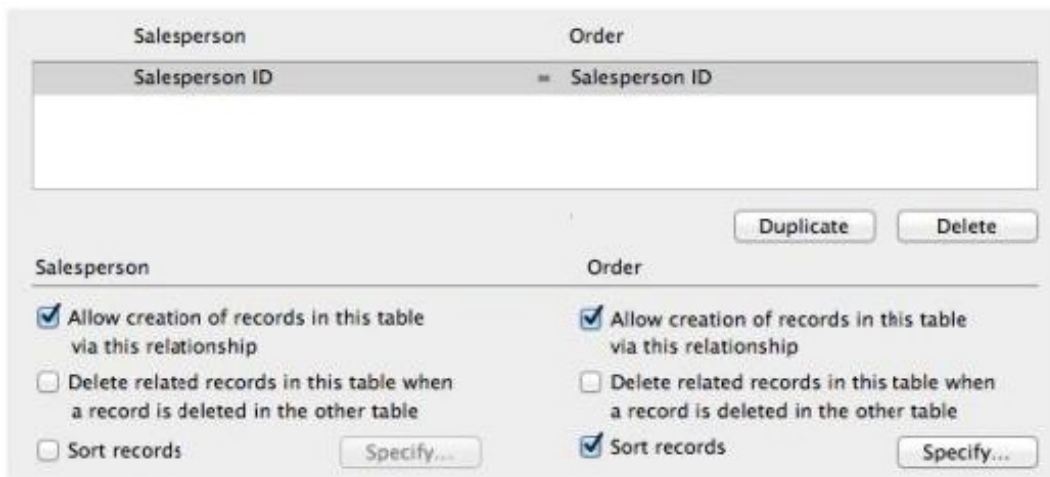 Salesperson Order
Salesperson ID = Salesperson ID
Duplicate Delete
Salesperson Order
Allow creation of records in this table
via this relationship
Allow creation of records in this table
via this relationship
Delete related records in this table when
a record is deleted in the other table
Delete related records in this table when
a record is deleted in the other table
Sort records Specify...
Sort records Specify...